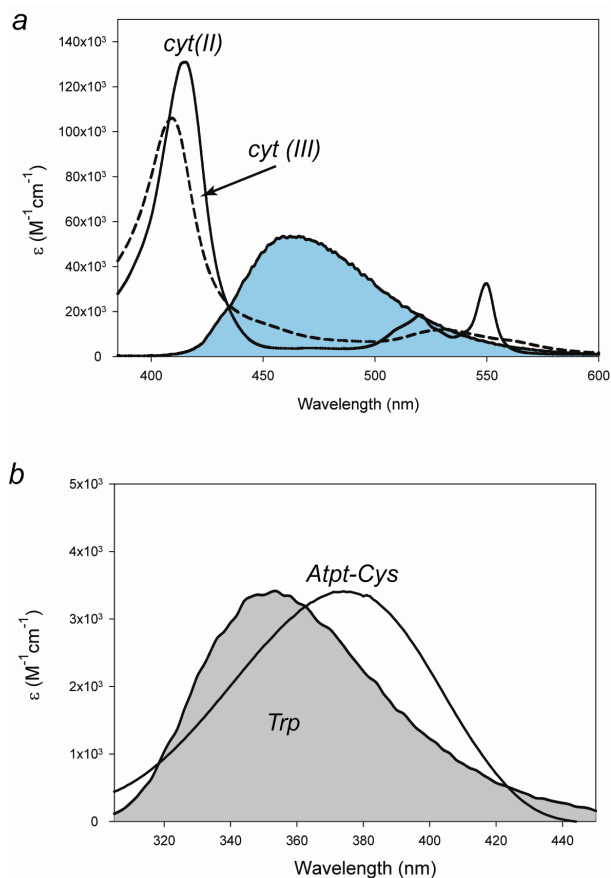 a
cyt(II)
cyt (III)
ε (M⁻¹cm⁻¹)
140x10³
120x10³
100x10³
80x10³
60x10³
40x10³
20x10³
0
400 450 500 550 600
Wavelength (nm)
b
Atpt-Cys
Trp
ε (M⁻¹cm⁻¹)
5x10³
4x10³
3x10³
2x10³
1x10³
0
320 340 360 380 400 420 440
Wavelength (nm)